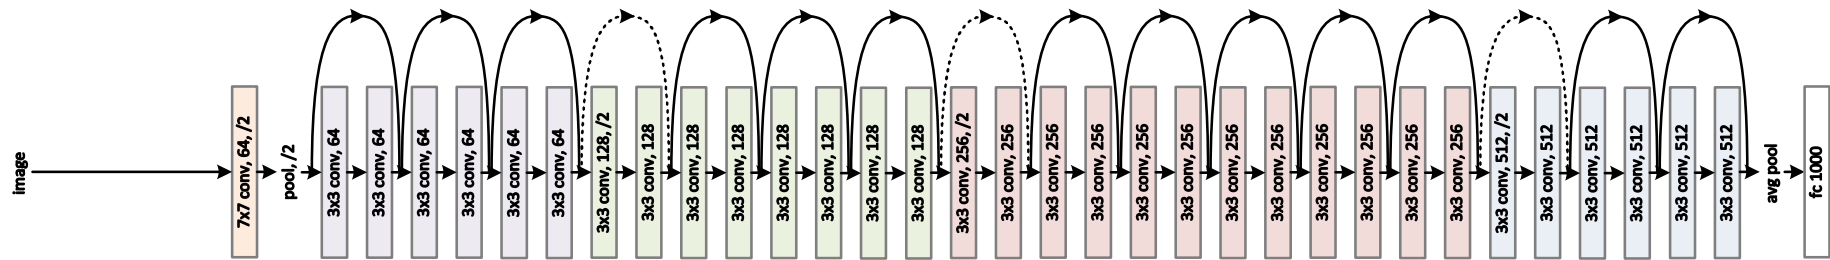 image
7x7 conv, 64, /2
pool, /2
3x3 conv, 64
3x3 conv, 64
3x3 conv, 64
3x3 conv, 64
3x3 conv, 64
3x3 conv, 64
3x3 conv, 128, /2
3x3 conv, 128
3x3 conv, 128
3x3 conv, 128
3x3 conv, 128
3x3 conv, 128
3x3 conv, 128
3x3 conv, 128
3x3 conv, 256, /2
3x3 conv, 256
3x3 conv, 256
3x3 conv, 256
3x3 conv, 256
3x3 conv, 256
3x3 conv, 256
3x3 conv, 256
3x3 conv, 256
3x3 conv, 256
3x3 conv, 256
3x3 conv, 256
3x3 conv, 512, /2
3x3 conv, 512
3x3 conv, 512
3x3 conv, 512
3x3 conv, 512
3x3 conv, 512
avg pool
fc 1000